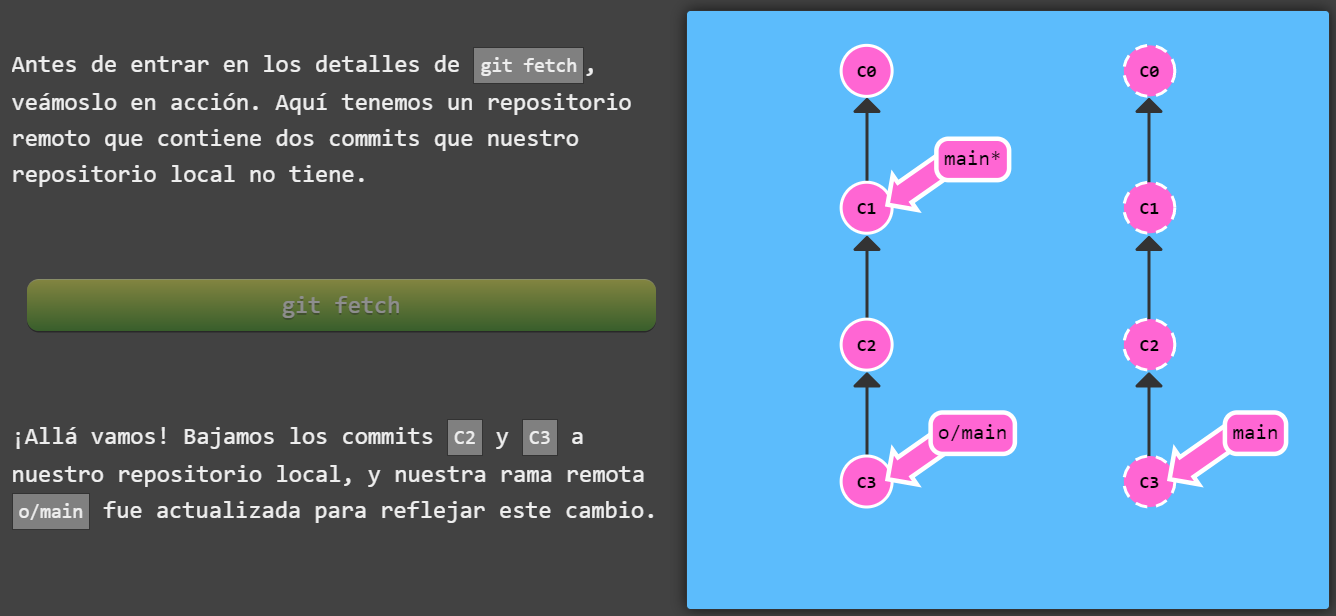 Antes de entrar en los detalles de git fetch,
veámoslo en acción. Aquí tenemos un repositorio
remoto que contiene dos commits que nuestro
repositorio local no tiene.
git fetch
¡Allá vamos! Bajamos los commits C2 y C3 a
nuestro repositorio local, y nuestra rama remota
o/main fue actualizada para reflejar este cambio.
C0
main*
C1
C2
o/main
C3
C0
C1
C2
main
C3